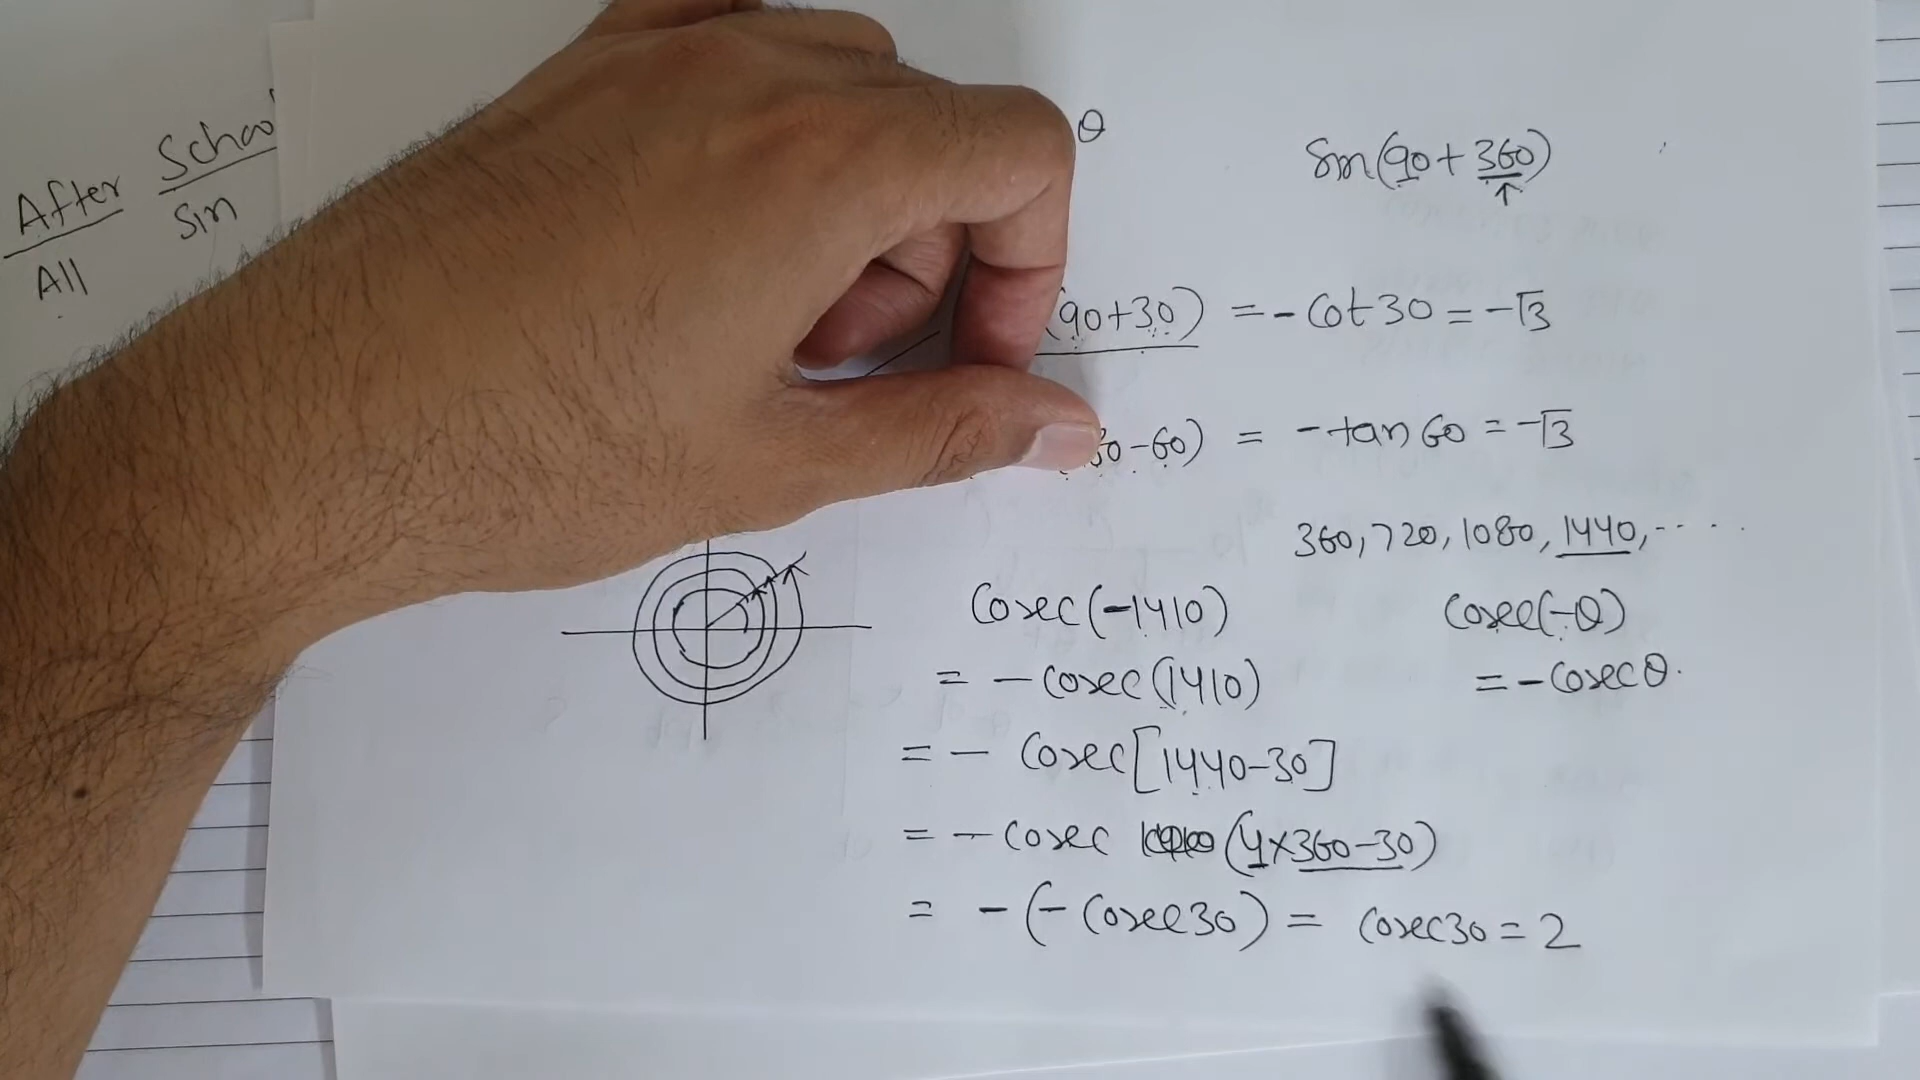 After School
All Sin
θ
Sin(90+360)
↑
(90+30) = -Cot30 = -√3
0-60) = -tan60 = -√3
360, 720, 1080, 1440, ....
Cosec(-1410)
Cosec(-θ)
= - Cosec(1410)
= - Cosecθ.
= - Cosec[1440-30]
= - Cosec (4×360-30)
= - (- Cosec30) = Cosec30 = 2